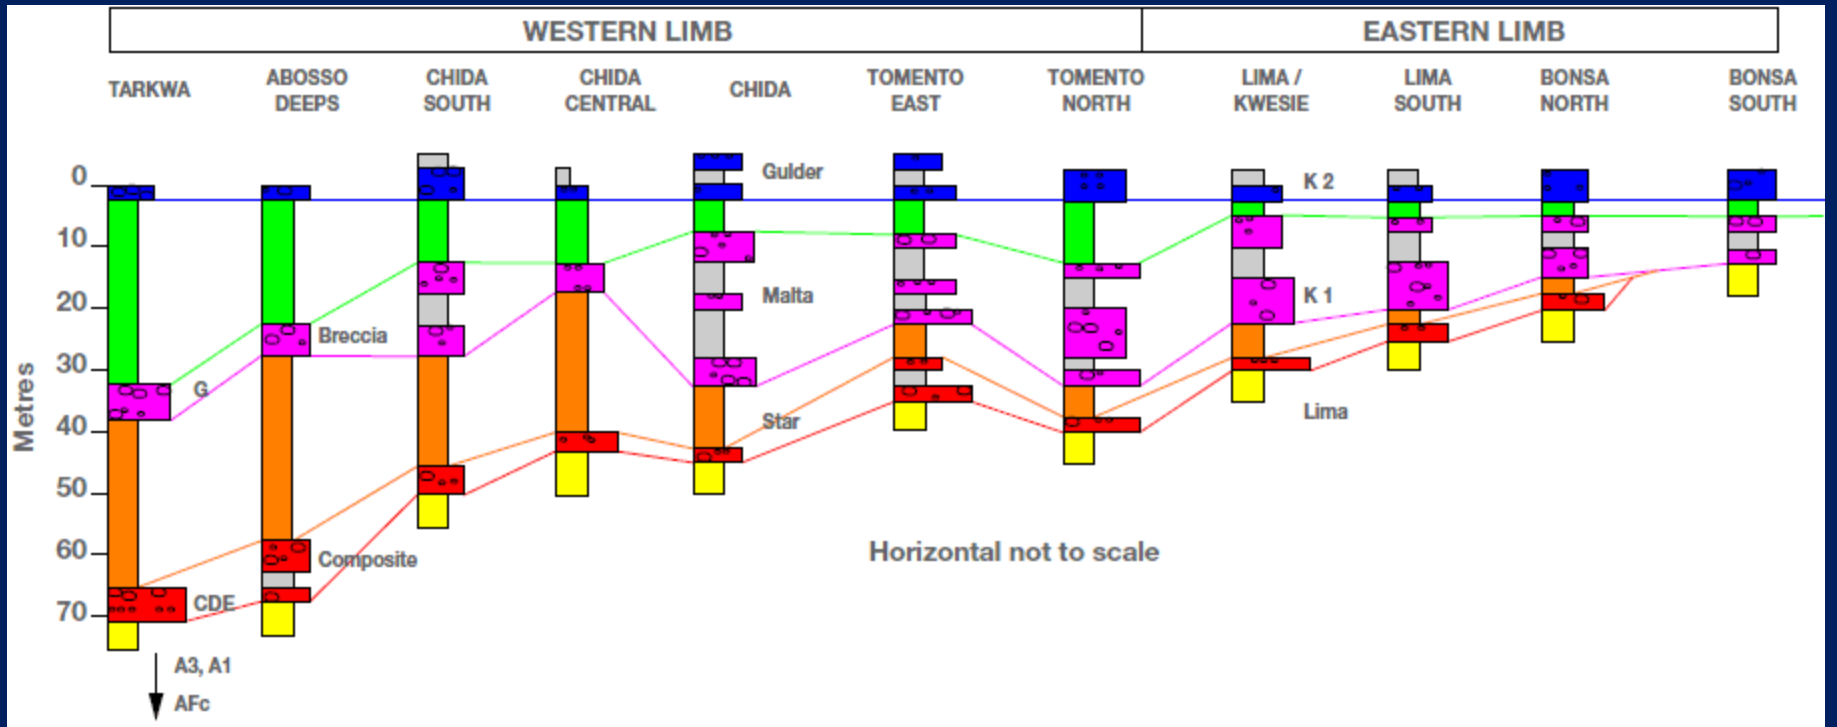 WESTERN LIMB
EASTERN LIMB
TARKWA
ABOSSO
DEEPS
CHIDA
SOUTH
CHIDA
CENTRAL
CHIDA
TOMENTO
EAST
TOMENTO
NORTH
LIMA /
KWESIE
LIMA
SOUTH
BONSA
NORTH
BONSA
SOUTH
Metres
0
10
20
30
40
50
60
70
Gulder
K 2
Malta
K 1
Breccia
G
Star
Lima
Composite
CDE
Horizontal not to scale
A3, A1
AFc